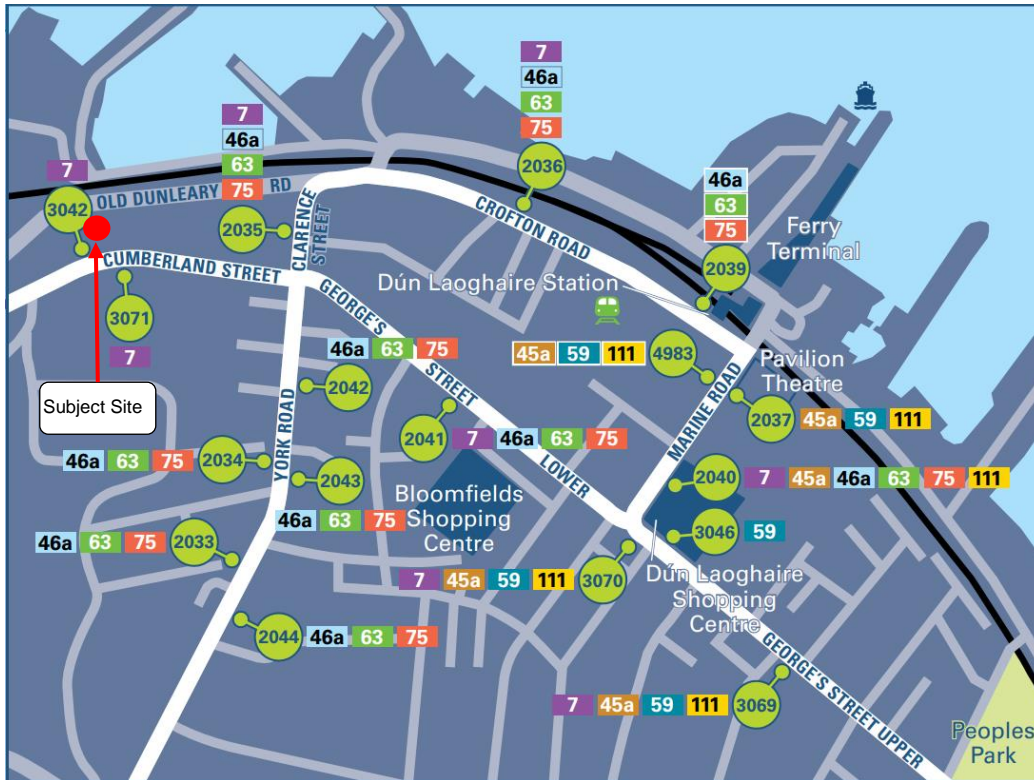 7
46a
63
75
2036
7
46a
63
75
2035
7
3042
OLD DUNLEARY RD
46a
63
75
2039
Ferry
Terminal
CLARENCE
STREET
CROFTON ROAD
CUMBERLAND STREET
Dún Laoghaire Station
3071
7
GEORGE'S
STREET
LOWER
46a 63 75
2042
45a 59 111 4983
MARINE ROAD
Pavilion
Theatre
2037 45a 59 111
Subject Site
YORK ROAD
2041 7 46a 63 75
46a 63 75 2034
2043
46a 63 75
Bloomfields
Shopping
Centre
2040 7 45a 46a 63 75 111
3046 59
46a 63 75 2033
7 45a 59 111 3070
Dún Laoghaire
Shopping
Centre
2044 46a 63 75
GEORGE'S STREET UPPER
7 45a 59 111 3069
Peoples
Park